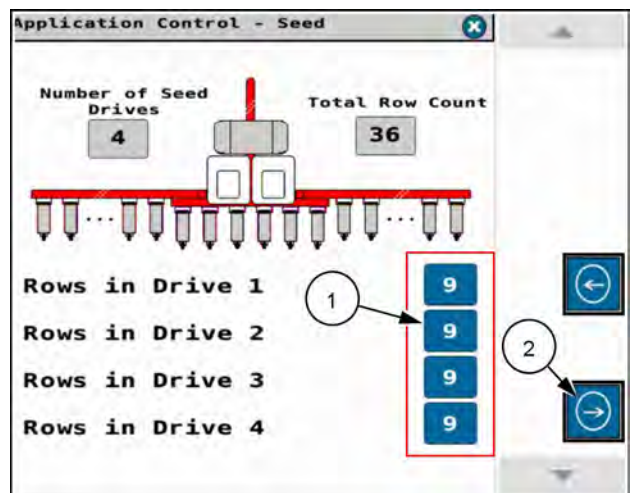 Application Control - Seed
Number of Seed
Drives
4
Total Row Count
36
Rows in Drive 1
9
Rows in Drive 2
9
Rows in Drive 3
9
Rows in Drive 4
9
1
2